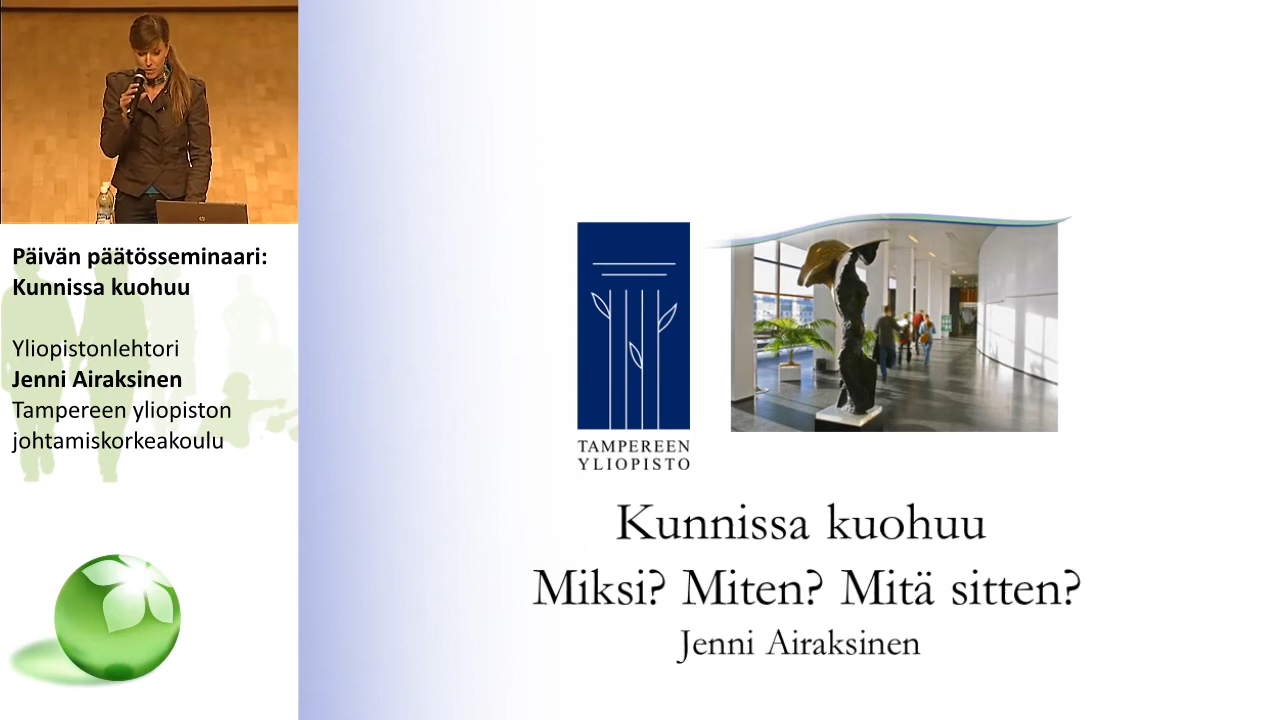 Päivän päätösseminaari:
Kunnissa kuohuu
Yliopistonlehtori
Jenni Airaksinen
Tampereen yliopiston
johtamiskorkeakoulu
TAMPEREEN
YLIOPISTO
Kunnissa kuohuu
Miksi? Miten? Mitä sitten?
Jenni Airaksinen